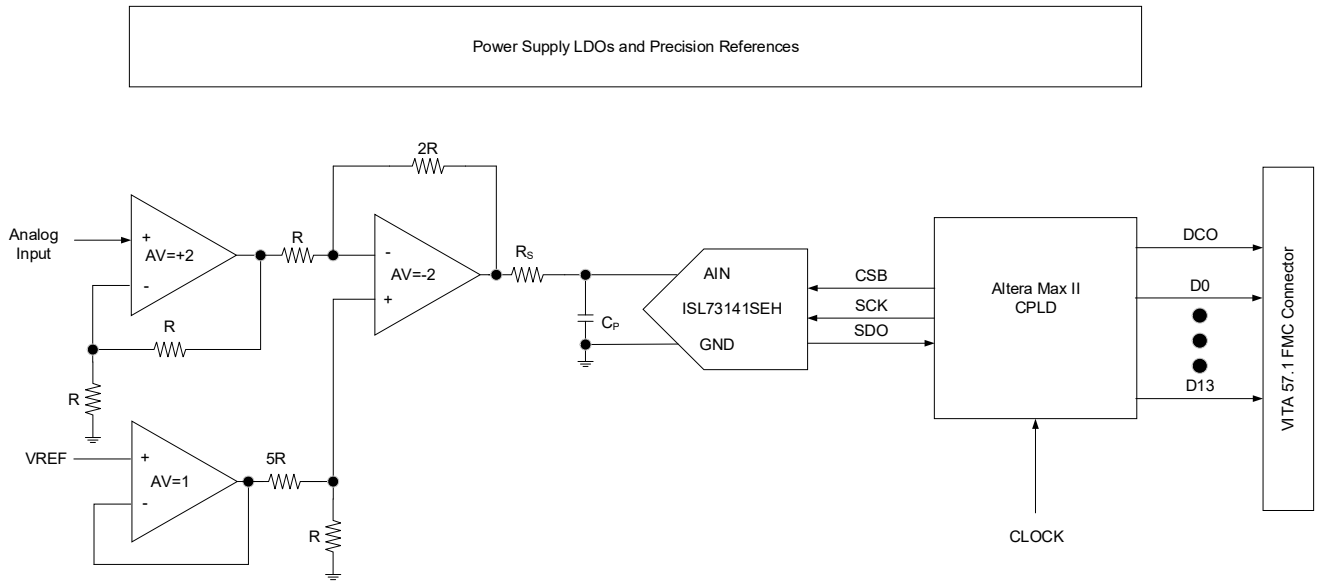 Power Supply LDOs and Precision References
2R
Analog
Input
+
-
AV=+2
R
-
+
AV=-2
RS
R
R
CP
AIN
ISL73141SEH
GND
CSB
SCK
SDO
Altera Max II
CPLD
DCO
D0
D13
VITA 57.1 FMC Connector
VREF
+
-
AV=1
5R
R
CLOCK